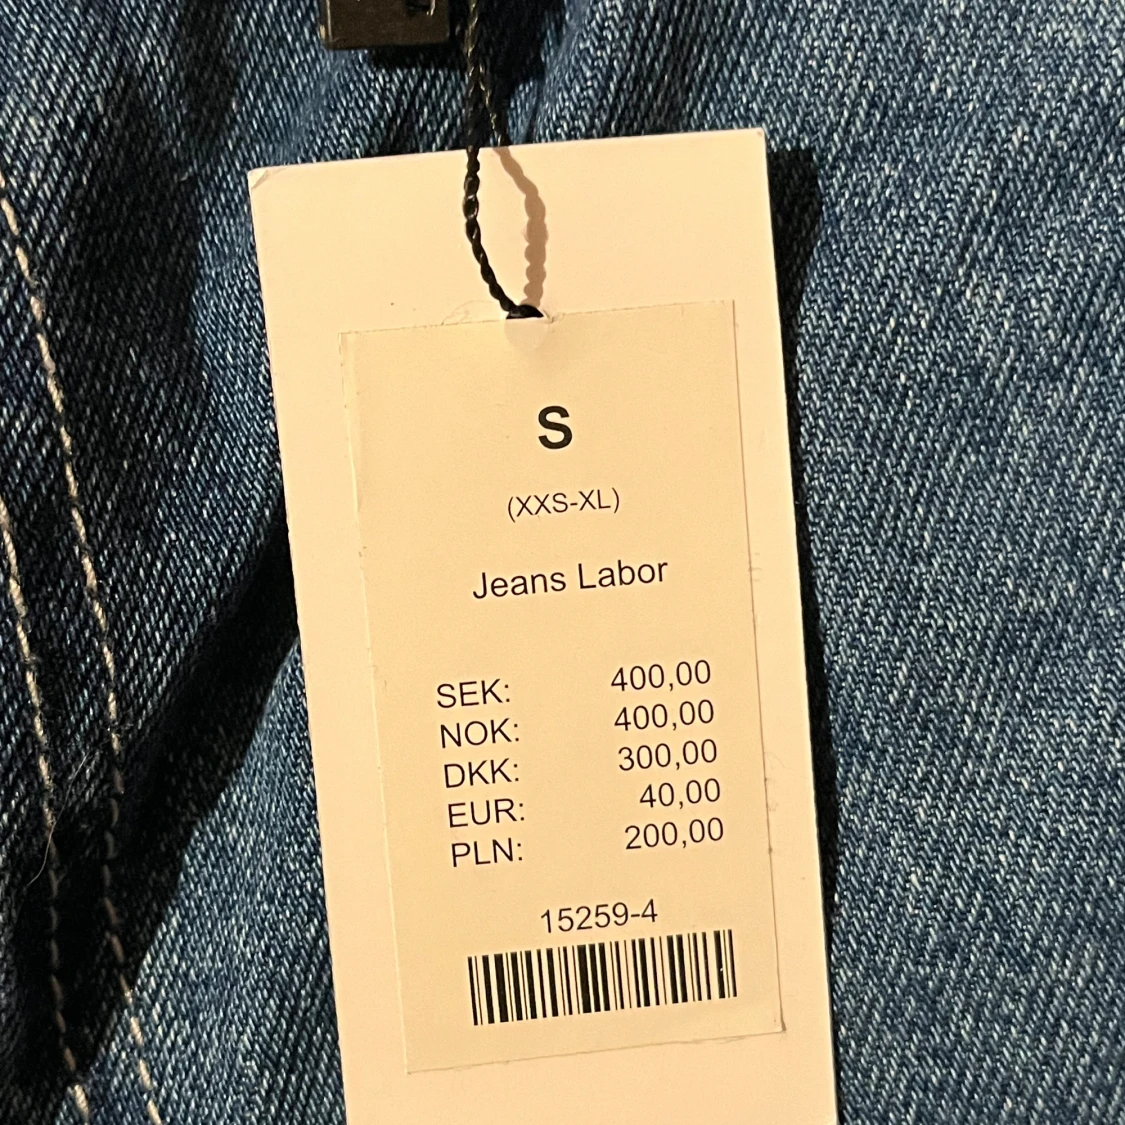 S
(XXS-XL)
Jeans Labor
SEK: 400,00
NOK: 400,00
DKK: 300,00
EUR: 40,00
PLN: 200,00
15259-4